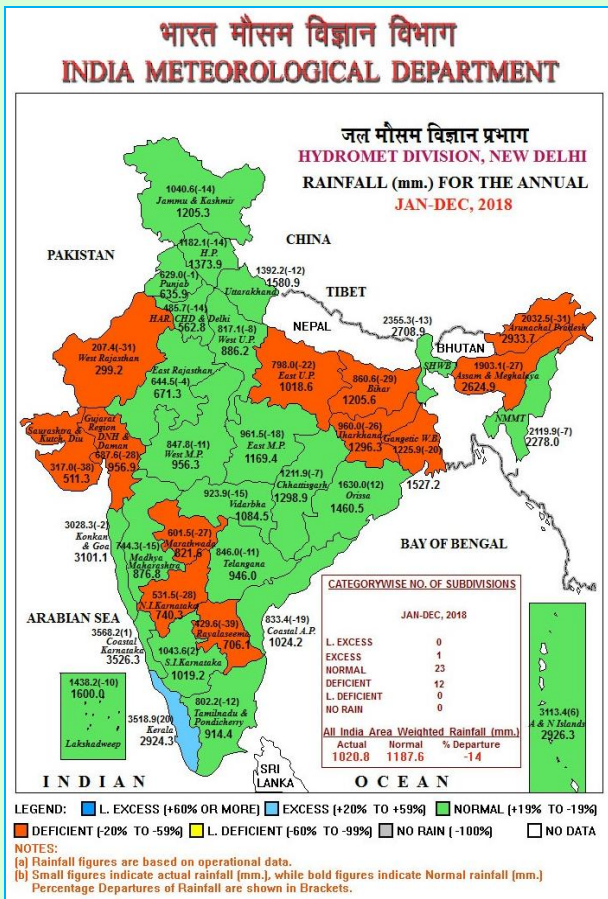 भारत मौसम विज्ञान विभाग
INDIA METEOROLOGICAL DEPARTMENT
जल मौसम विज्ञान प्रभाग
HYDROMET DIVISION, NEW DELHI
RAINFALL (mm.) FOR THE ANNUAL
JAN-DEC, 2018
1040.6(-14)
Jammu & Kashmir
1205.3
CHINA
PAKISTAN
1182.1(-14)
H.P.
1373.9
629.0(-1)
Punjab
635.9
1392.2(-12)
1580.9
Uttarakhand
TIBET
485.7(-14)
HAR. CHD & Delhi
562.8
817.1(-8)
West U.P.
886.2
NEPAL
2355.3(-13)
2708.9
BHUTAN
SHWB
2032.5(-31)
Arunachal Pradesh
2933.7
207.4(-31)
West Rajasthan
299.2
East Rajasthan
644.5(-4)
671.3
798.0(-22)
East U.P.
1018.6
860.6(-29)
Bihar
1205.6
1903.1(-27)
Assam & Meghalaya
2624.9
NMMT
2119.9(-7)
2278.0
Saurashtra &
Kutch, Diu
317.0(-38)
511.3
Gujarat
Region
DNH &
Daman
687.6(-28)
956.9
847.8(-11)
West M.P.
956.3
961.5(-18)
East M.P.
1169.4
960.0(-26)
Jharkhand
1296.3
Gangetic W.B.
1225.9(-20)
1527.2
1211.9(-7)
Chhattisgarh
1298.9
1630.0(12)
Orissa
1460.5
923.9(-15)
Vidarbha
1084.5
3028.3(-2)
Konkan
& Goa
3101.1
744.3(-15)
Madhya
Maharashtra
876.8
601.5(-27)
Marathwada
821.6
846.0(-11)
Telangana
946.0
BAY OF BENGAL
ARABIAN SEA
531.5(-28)
N.I.Karnataka
740.3
429.6(-39)
Rayalaseema
706.1
833.4(-19)
Coastal A.P.
1024.2
3568.2(1)
Coastal
Karnataka
3526.3
1043.6(2)
S.I.Karnataka
1019.2
1438.2(-10)
1600.0
Lakshadweep
3518.9(20)
Kerala
2924.3
802.2(-12)
Tamilnadu &
Pondicherry
914.4
3113.4(6)
A & N Islands
2926.3
CATEGORYWISE NO. OF SUBDIVISIONS
JAN-DEC, 2018
L. EXCESS 0
EXCESS 1
NORMAL 23
DEFICIENT 12
L. DEFICIENT 0
NO RAIN 0
All India Area Weighted Rainfall (mm.)
Actual Normal % Departure
1020.8 1187.6 -14
SRI
LANKA
INDIAN OCEAN
LEGEND: L. EXCESS (+60% OR MORE) EXCESS (+20% TO +59%) NORMAL (+19% TO -19%)
DEFICIENT (-20% TO -59%) L. DEFICIENT (-60% TO -99%) NO RAIN (-100%) NO DATA
NOTES:
(a) Rainfall figures are based on operational data.
(b) Small figures indicate actual rainfall (mm.), while bold figures indicate Normal rainfall (mm.)
Percentage Departures of Rainfall are shown in Brackets.